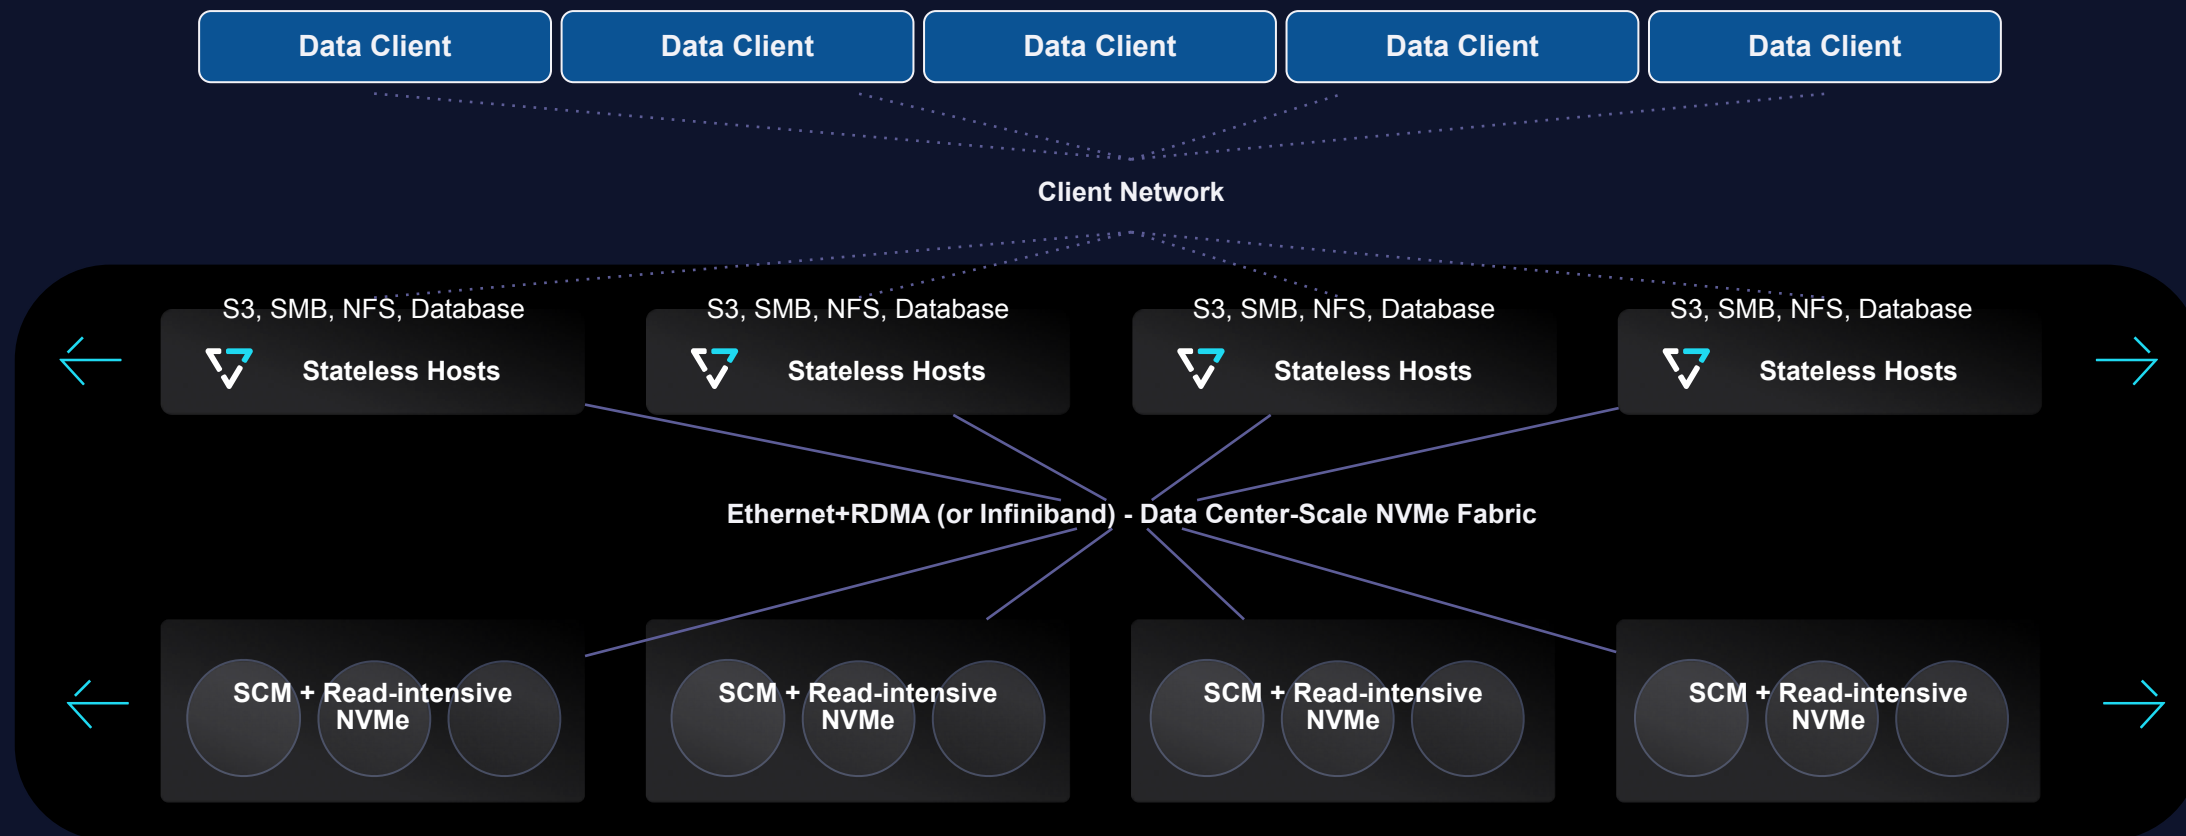 Data Client
Data Client
Data Client
Data Client
Data Client
Client Network
S3, SMB, NFS, Database
S3, SMB, NFS, Database
S3, SMB, NFS, Database
S3, SMB, NFS, Database
Stateless Hosts
Stateless Hosts
Stateless Hosts
Stateless Hosts
Ethernet+RDMA (or Infiniband) - Data Center-Scale NVMe Fabric
SCM + Read-intensive
NVMe
SCM + Read-intensive
NVMe
SCM + Read-intensive
NVMe
SCM + Read-intensive
NVMe